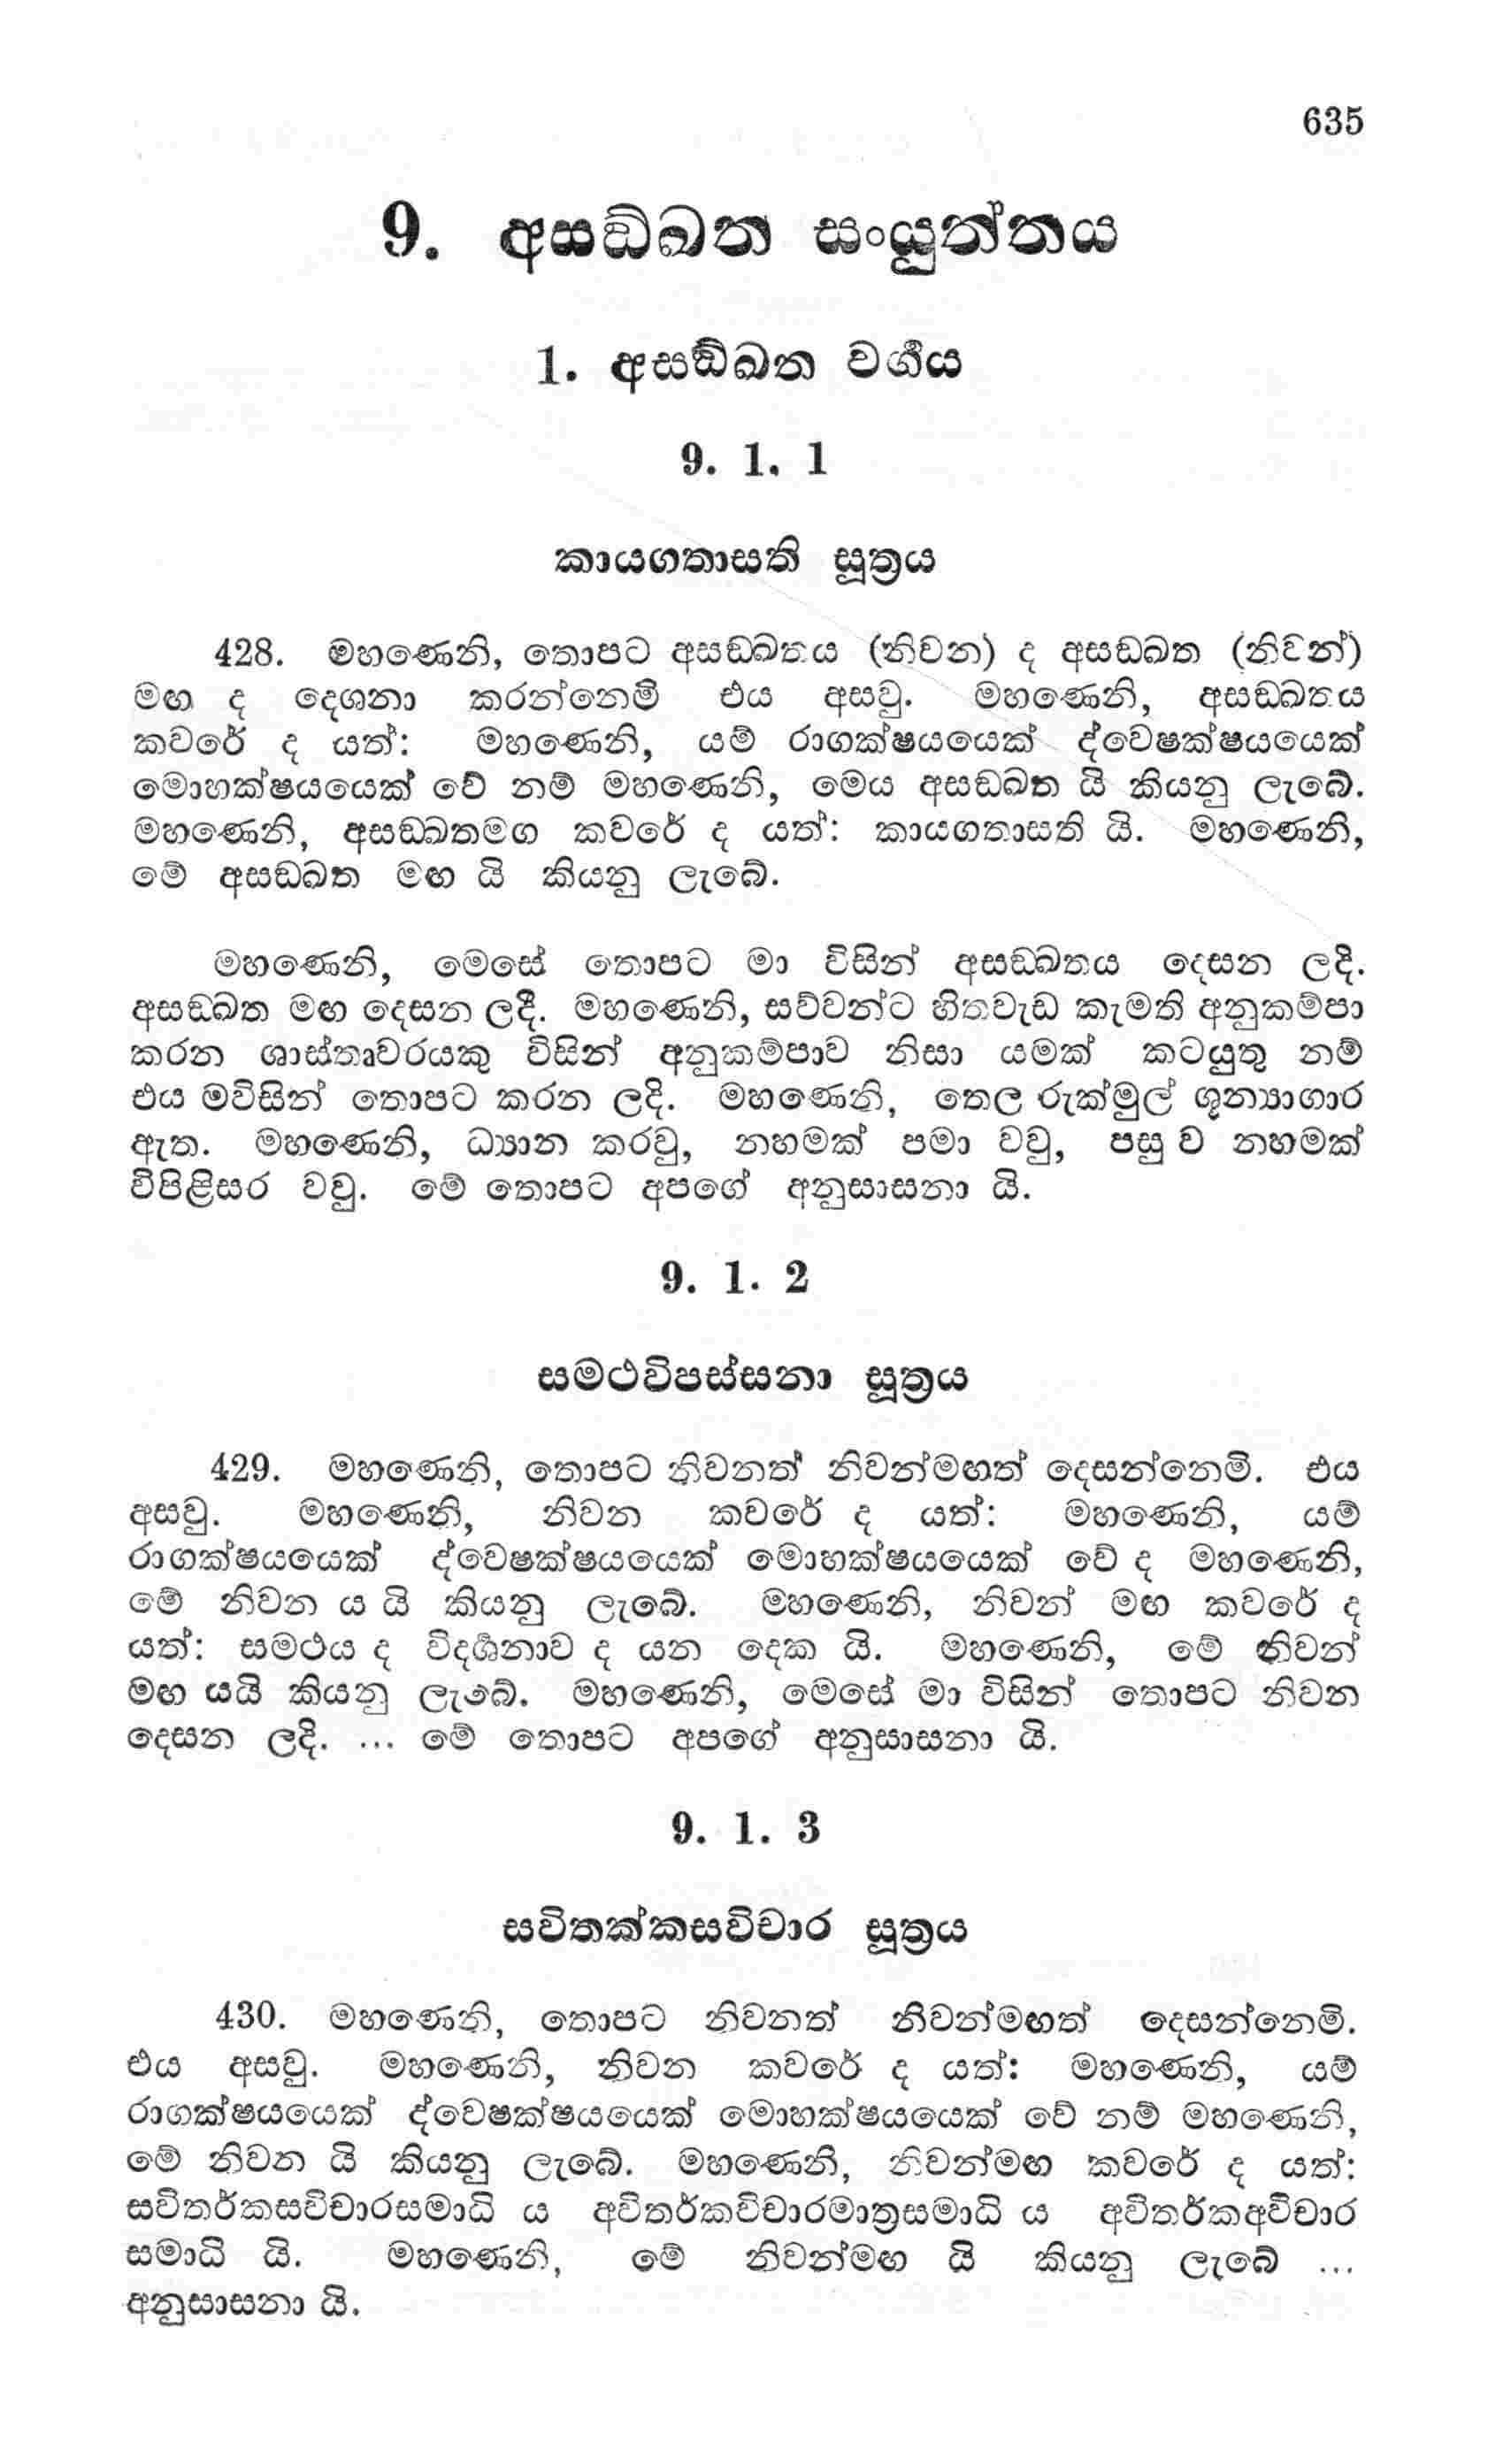 635
9. අසඞ්ඛත සංයුත්තය
1. අසඞ්ඛත වර්‍ගය
9. 1. 1
කායගතාසති සූත්‍රය
428. මහණෙනි, තොපට අසඞ්ඛතය (නිවන) ද අසඞ්ඛත (නිවන්)
මඟ ද දෙශනා කරන්නෙමි එය අසවු. මහණෙනි, අසඞ්ඛතය
කවරේ ද යත්: මහණෙනි, යම් රාගක්ෂයයෙක් ද්වෙෂක්ෂයයෙක්
මොහක්ෂයයෙක් වේ නම් මහණෙනි, මෙය අසඞ්ඛත යි කියනු ලැබේ.
මහණෙනි, අසඞ්ඛතමග කවරේ ද යත්: කායගතාසති යි. මහණෙනි,
මේ අසඞ්ඛත මඟ යි කියනු ලැබේ.
මහණෙනි, මෙසේ තොපට මා විසින් අසඞ්ඛතය දෙසන ලදි.
අසඞ්ඛත මඟ දෙසන ලදී. මහණෙනි, සව්වන්ට හිතවැඩ කැමති අනුකම්පා
කරන ශාස්තෘවරයකු විසින් අනුකම්පාව නිසා යමක් කටයුතු නම්
එය මවිසින් තොපට කරන ලදි. මහණෙනි, තෙල රුක්මුල් ශූන්‍යාගාර
ඇත. මහණෙනි, ධ්‍යාන කරවු, නහමක් පමා වවු, පසු ව නහමක්
විපිළිසර වවු. මේ තොපට අපගේ අනුසාසනා යි.
9. 1. 2
සමථවිපස්සනා සූත්‍රය
429. මහණෙනි, තොපට නිවනත් නිවන්මඟත් දෙසන්නෙමි. එය
අසවු. මහණෙනි, නිවන කවරේ ද යත්: මහණෙනි, යම්
රාගක්ෂයයෙක් ද්වෙෂක්ෂයයෙක් මොහක්ෂයයෙක් වේ ද මහණෙනි,
මේ නිවන ය යි කියනු ලැබේ. මහණෙනි, නිවන් මඟ කවරේ ද
යත්: සමථය ද විදර්‍ශනාව ද යන දෙක යි. මහණෙනි, මේ නිවන්
මඟ යයි කියනු ලැබේ. මහණෙනි, මෙසේ මා විසින් තොපට නිවන
දෙසන ලදි. ... මේ තොපට අපගේ අනුසාසනා යි.
9. 1. 3
සවිතක්කසවිචාර සූත්‍රය
430. මහණෙනි, තොපට නිවනත් නිවන්මඟත් දෙසන්නෙමි.
එය අසවු. මහණෙනි, නිවන කවරේ ද යත්: මහණෙනි, යම්
රාගක්ෂයයෙක් ද්වෙෂක්ෂයයෙක් මොහක්ෂයයෙක් වේ නම් මහණෙනි,
මේ නිවන යි කියනු ලැබේ. මහණෙනි, නිවන්මඟ කවරේ ද යත්:
සවිතර්කසවිචාරසමාධි ය අවිතර්කවිචාරමාත්‍රසමාධි ය අවිතර්කඅවිචාර
සමාධි යි. මහණෙනි, මේ නිවන්මඟ යි කියනු ලැබේ ...
අනුසාසනා යි.